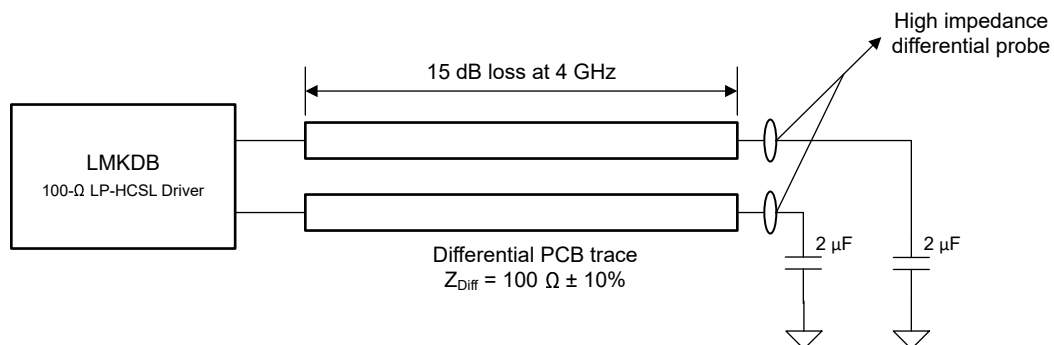 High impedance
differential probe
15 dB loss at 4 GHz
LMKDB
100-Ω LP-HCSL Driver
2 μF
2 μF
Differential PCB trace
Z_Diff = 100 Ω ± 10%